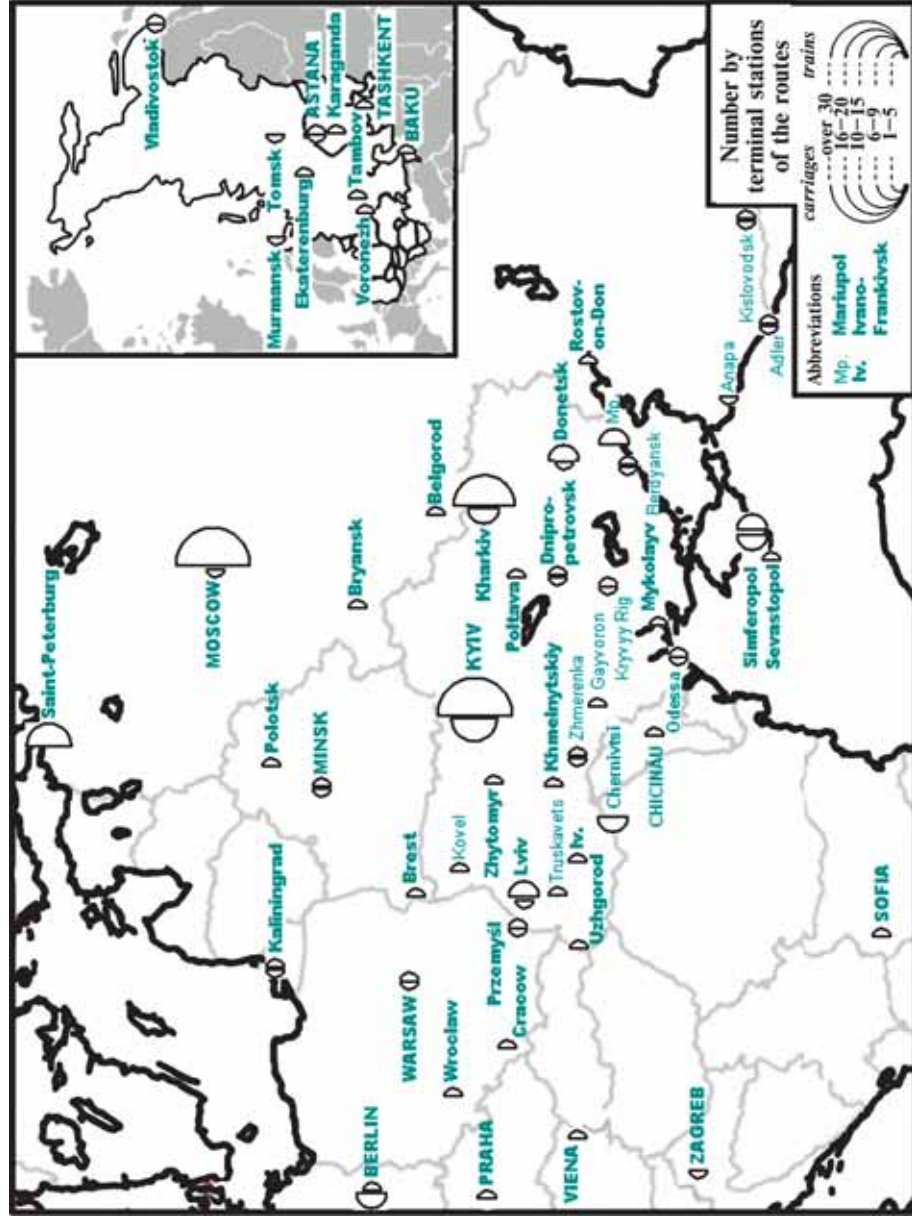 Vladivostok
Murmansk
Tomsk
Ekaterenburg
ASTANA
Karaganda
Voronezh
Tambov
TASHKENT
BAKU
Saint-Peterburg
MOSCOW
Polotsk
MINSK
Bryansk
Belgorod
Kaliningrad
Brest
Kovel
KYIV
Kharkiv
Poltava
BERLIN
WARSAW
Wrocław
Przemyśl
Cracow
Zhytomyr
Lviv
PRAHA
VIENA
Truskavets
Iv.
Uzhgorod
Khmelnytskiy
Zhmerenka
Chernivtsi
Gayvoron
Kryvyy Rig
Dnipro-
petrovsk
Donetsk
Rostov-
on-Don
Mp.
Berdyansk
Mykolayv
Odessa
CHICINĂU
Simferopol
Sevastopol
Anapa
Adler
Kislovodsk
ZAGREB
SOFIA
Number by
terminal stations
of the routes
carriages trains
over 30
16–20
10–15
6–9
1–5
Abbreviations
Mp. Mariupol
Iv. Ivano-
Frankivsk